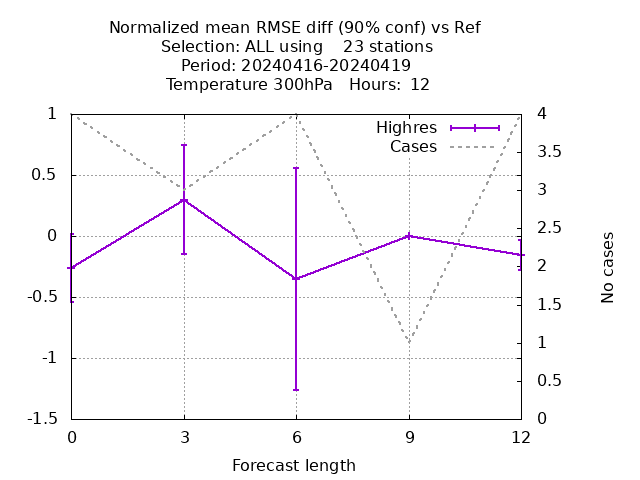 Normalized mean RMSE diff (90% conf) vs Ref
Selection: ALL using    23 stations
Period: 20240416-20240419
Temperature 300hPa   Hours:  12
Highres
Cases
1
0.5
0
-0.5
-1
-1.5
4
3.5
3
2.5
2
1.5
1
0.5
0
No cases
0 3 6 9 12
Forecast length